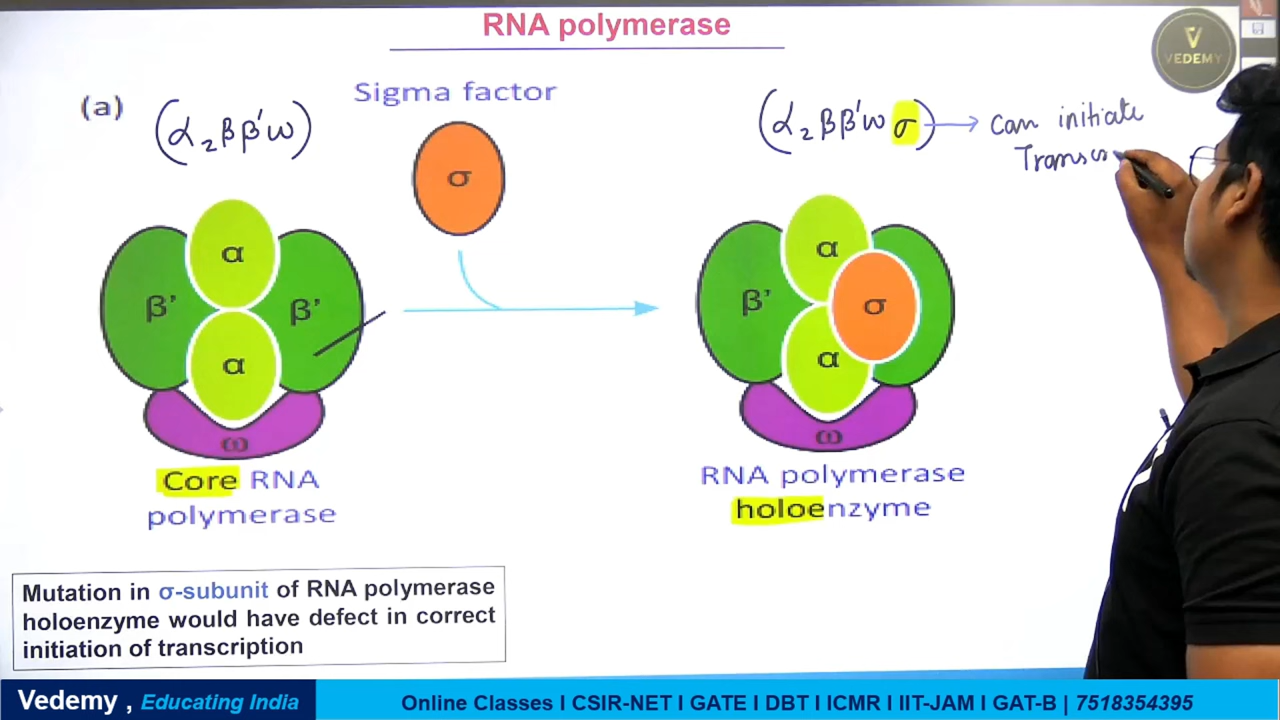 RNA polymerase
V
VEDEMY
(a)
(α₂ββ'ω)
Sigma factor
(α₂ββ'ωσ) → Can initiate
Transc
σ
α
β’
β’
α
ω
α
β’
σ
α
ω
Core RNA
polymerase
RNA polymerase
holoenzyme
Mutation in σ-subunit of RNA polymerase
holoenzyme would have defect in correct
initiation of transcription
Vedemy , Educating India
Online Classes I CSIR-NET I GATE I DBT I ICMR I IIT-JAM I GAT-B | 7518354395